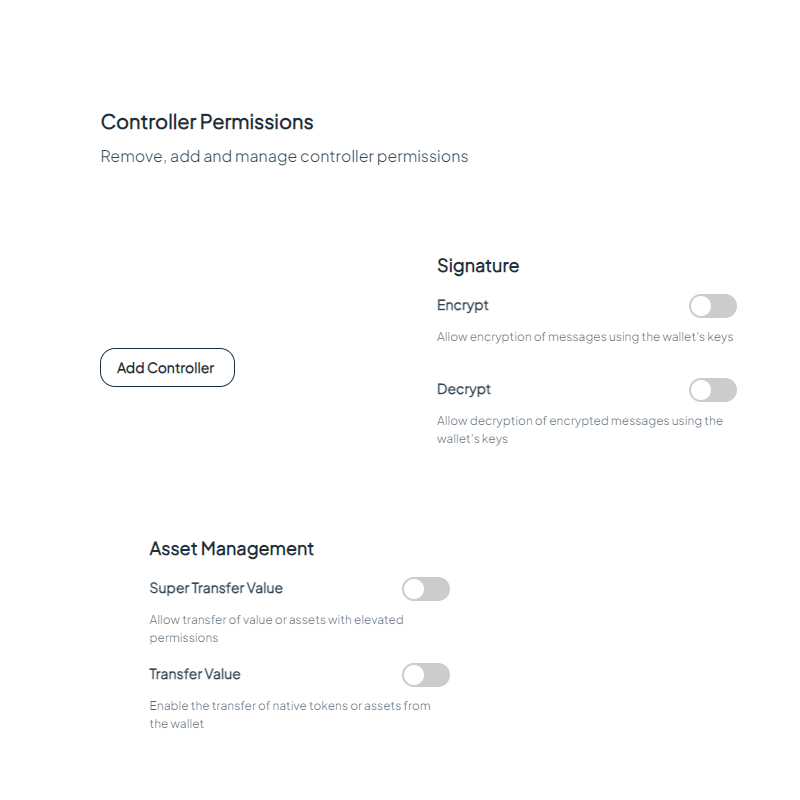 Controller Permissions
Remove, add and manage controller permissions
Signature
Encrypt
Allow encryption of messages using the wallet's keys
Add Controller
Decrypt
Allow decryption of encrypted messages using the
wallet's keys
Asset Management
Super Transfer Value
Allow transfer of value or assets with elevated
permissions
Transfer Value
Enable the transfer of native tokens or assets from
the wallet